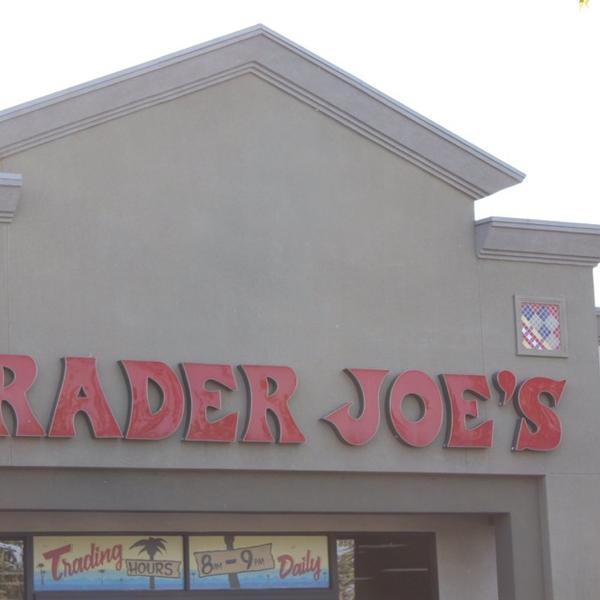 RADER JOE'S
Trading HOURS 8AM-9PM Daily